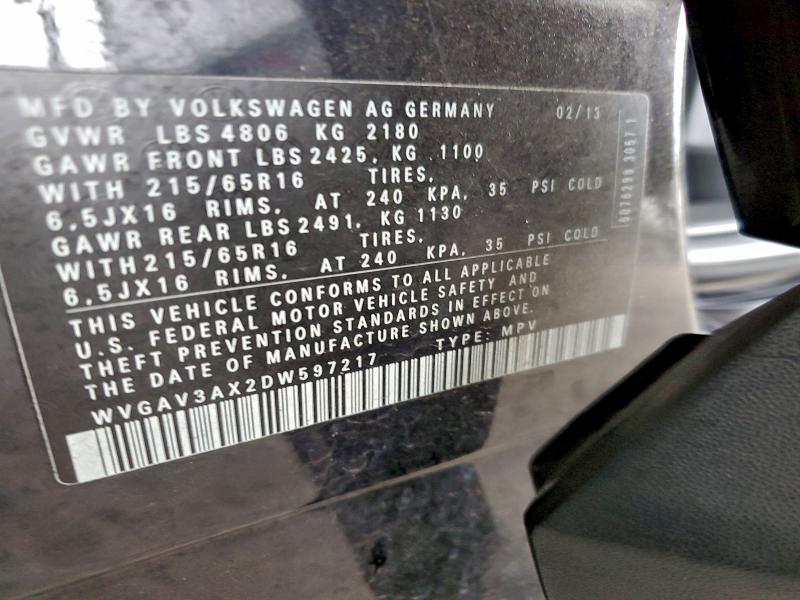 MFD BY VOLKSWAGEN AG GERMANY 02/13
GVWR LBS 4806 KG 2180
GAWR FRONT LBS 2425, KG 1100
WITH 215/65R16 TIRES,
6.5JX16 RIMS, AT 240 KPA, 35 PSI COLD
GAWR REAR LBS 2491, KG 1130
WITH 215/65R16 TIRES,
6.5JX16 RIMS, AT 240 KPA, 35 PSI COLD
THIS VEHICLE CONFORMS TO ALL APPLICABLE
U.S. FEDERAL MOTOR VEHICLE SAFETY AND
THEFT PREVENTION STANDARDS IN EFFECT ON
THE DATE OF MANUFACTURE SHOWN ABOVE.
WVGAV3AX2DW597217 TYPE: MPV